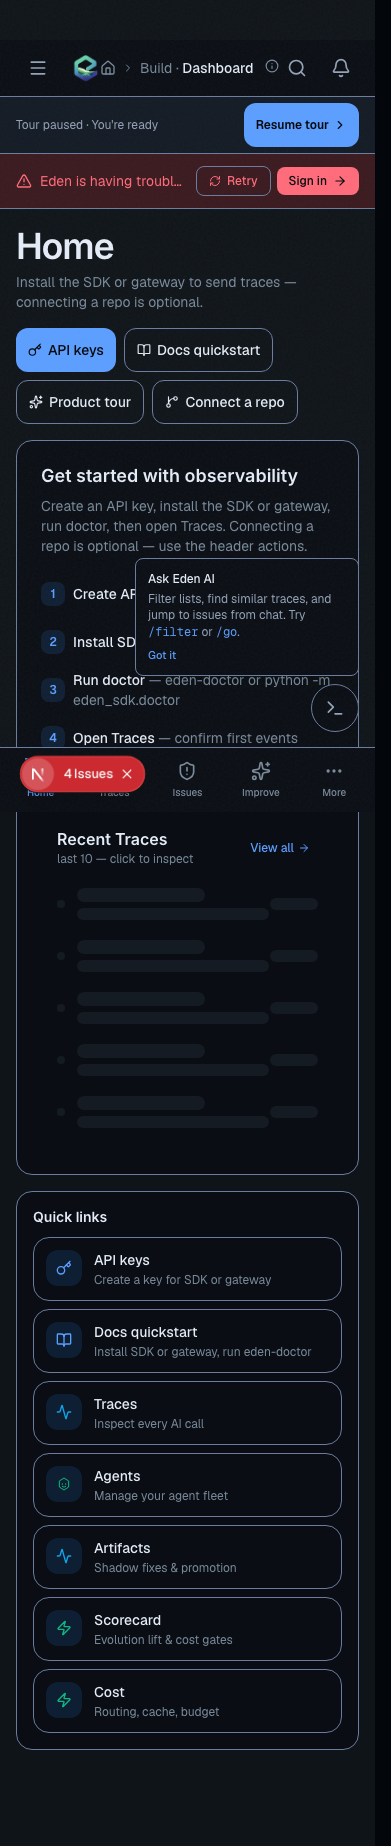 Build · Dashboard
Tour paused · You're ready
Resume tour
Eden is having troubl...
Retry
Sign in
Home
Install the SDK or gateway to send traces —
connecting a repo is optional.
API keys
Docs quickstart
Product tour
Connect a repo
Get started with observability
Create an API key, install the SDK or gateway,
run doctor, then open Traces. Connecting a
repo is optional — use the header actions.
Ask Eden AI
Filter lists, find similar traces, and
jump to issues from chat. Try
/filter or /go.
Got it
1 Create AP
2 Install SD
3 Run doctor — eden-doctor or python -m
eden_sdk.doctor
4 Open Traces — confirm first events
N 4 Issues
Home
Traces
Issues
Improve
More
Recent Traces
last 10 — click to inspect
View all
Quick links
API keys
Create a key for SDK or gateway
Docs quickstart
Install SDK or gateway, run eden-doctor
Traces
Inspect every AI call
Agents
Manage your agent fleet
Artifacts
Shadow fixes & promotion
Scorecard
Evolution lift & cost gates
Cost
Routing, cache, budget